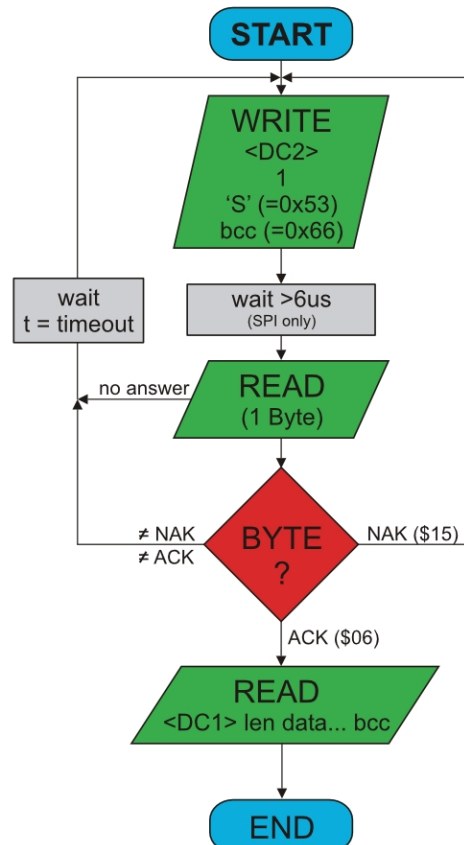 START
WRITE
<DC2>
1
‘S’ (=0x53)
bcc (=0x66)
wait
t = timeout
wait >6us
(SPI only)
no answer
READ
(1 Byte)
≠ NAK
≠ ACK
BYTE
?
NAK ($15)
ACK ($06)
READ
<DC1> len data... bcc
END